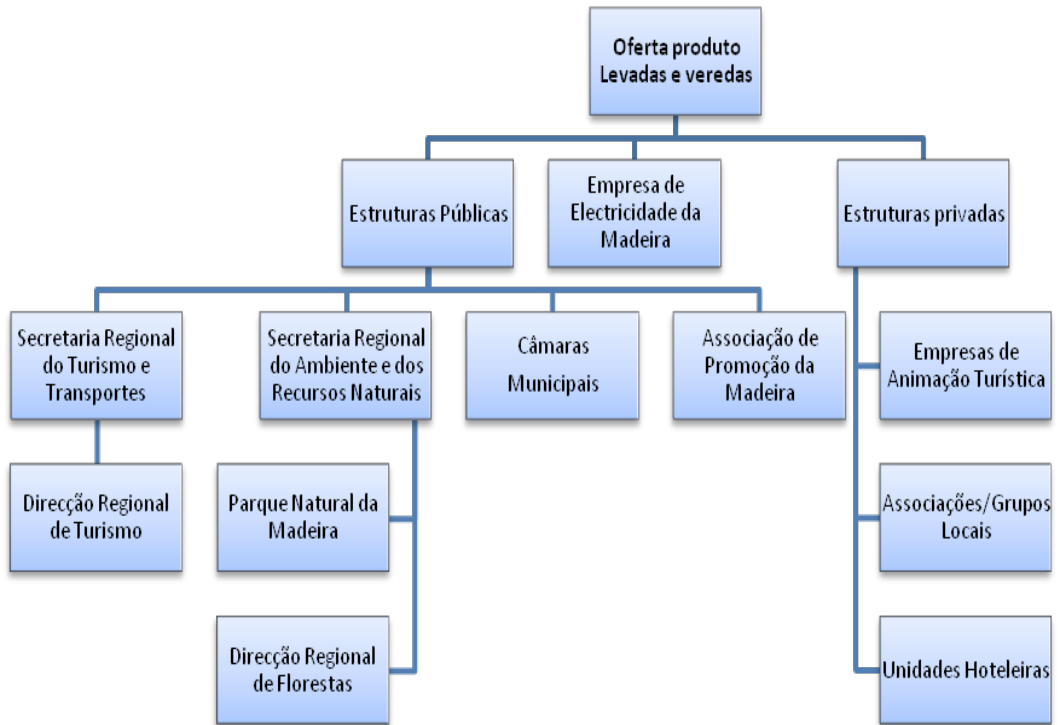 Oferta produto
Levadas e veredas
Estruturas Públicas
Empresa de
Electricidade da
Madeira
Estruturas privadas
Secretaria Regional
do Turismo e
Transportes
Secretaria Regional
do Ambiente e dos
Recursos Naturais
Câmaras
Municipais
Associação de
Promoção da
Madeira
Empresas de
Animação Turística
Direcção Regional
de Turismo
Parque Natural da
Madeira
Associações/Grupos
Locais
Direcção Regional
de Florestas
Unidades Hoteleiras